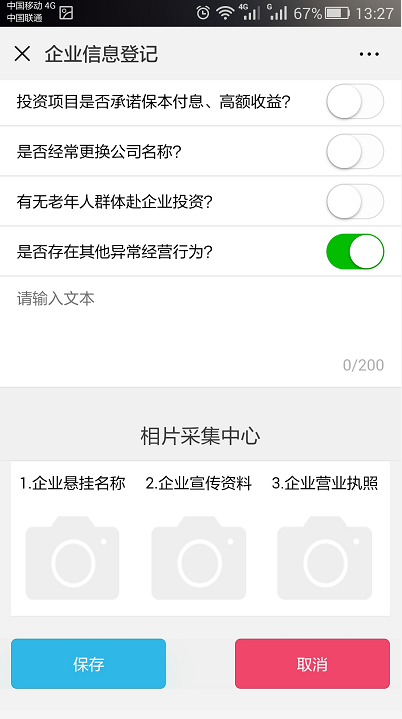 中国移动 4G
中国联通
4G G 67% 13:27
企业信息登记
投资项目是否承诺保本付息、高额收益?
是否经常更换公司名称?
有无老年人群体赴企业投资?
是否存在其他异常经营行为?
请输入文本
0/200
相片采集中心
1.企业悬挂名称 2.企业宣传资料 3.企业营业执照
保存 取消